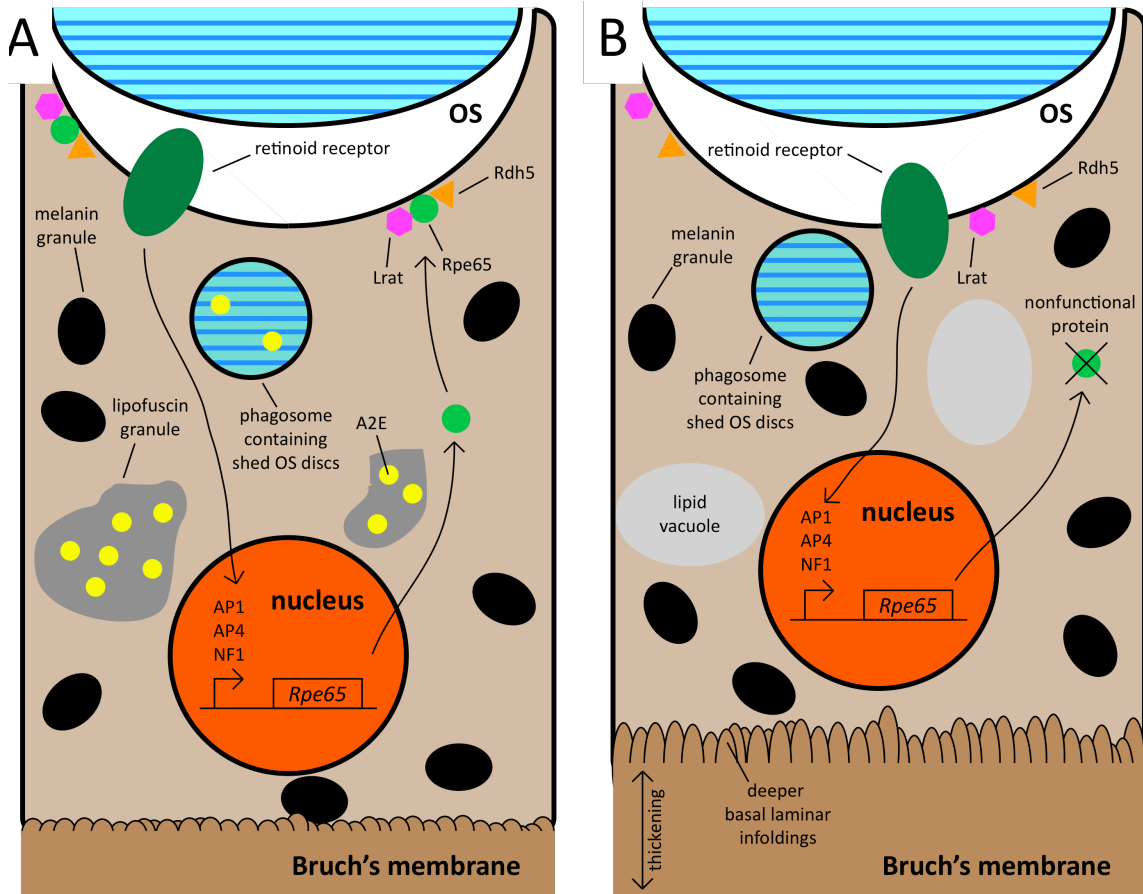 A
OS
retinoid receptor
Rdh5
melanin
granule
Lrat
Rpe65
lipofuscin
granule
phagosome
containing
shed OS discs
A2E
nucleus
AP1
AP4
NF1
Rpe65
Bruch's membrane
B
OS
retinoid receptor
Rdh5
melanin
granule
Lrat
nonfunctional
protein
phagosome
containing
shed OS discs
lipid
vacuole
nucleus
AP1
AP4
NF1
Rpe65
thickening
deeper
basal laminar
infoldings
Bruch's membrane